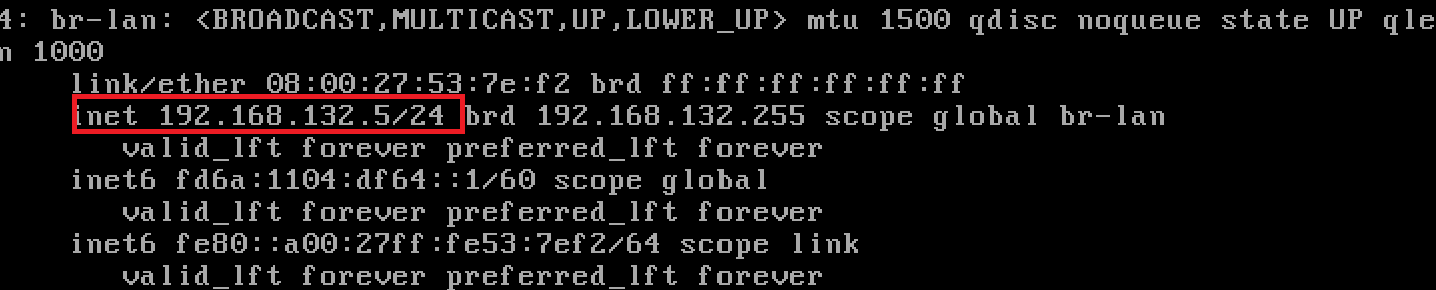 4: br-lan: <BROADCAST,MULTICAST,UP,LOWER_UP> mtu 1500 qdisc noqueue state UP qle
n 1000
link/ether 08:00:27:53:7e:f2 brd ff:ff:ff:ff:ff:ff
inet 192.168.132.5/24 brd 192.168.132.255 scope global br-lan
valid_lft forever preferred_lft forever
inet6 fd6a:1104:df64::1/60 scope global
valid_lft forever preferred_lft forever
inet6 fe80::a00:27ff:fe53:7ef2/64 scope link
valid_lft forever preferred_lft forever